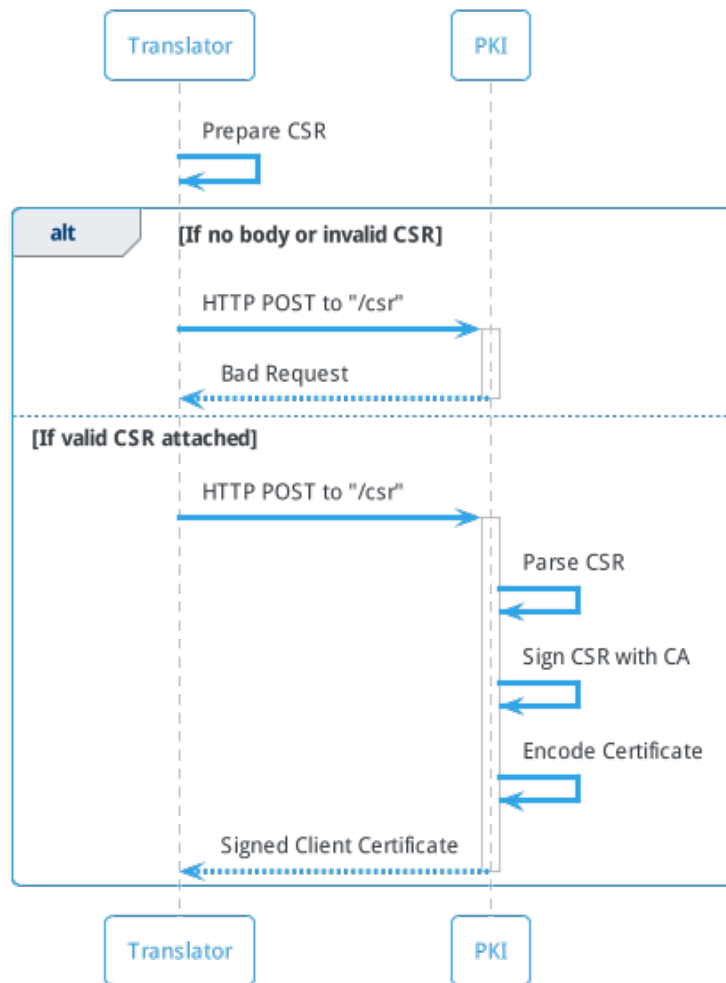 Translator
PKI
Prepare CSR
alt
[If no body or invalid CSR]
HTTP POST to "/csr"
Bad Request
[If valid CSR attached]
HTTP POST to "/csr"
Parse CSR
Sign CSR with CA
Encode Certificate
Signed Client Certificate
Translator
PKI